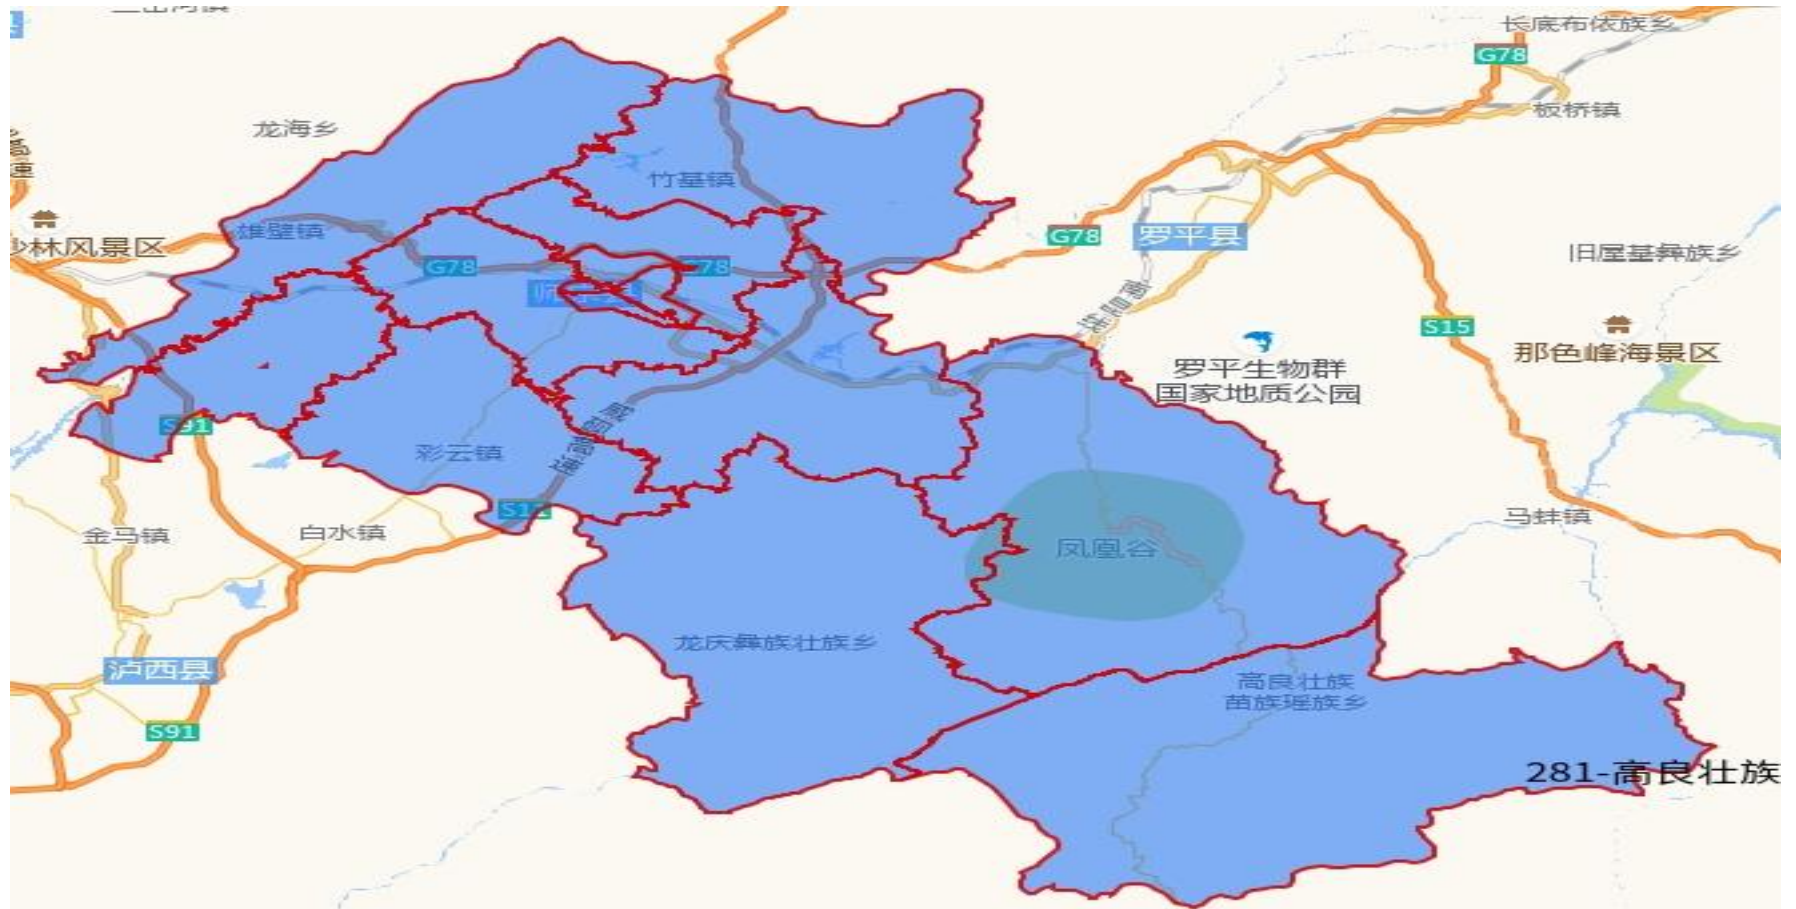 长底布依族乡
G78
板桥镇
龙海乡
竹基镇
雄壁镇
林风景区
G78
G78
G78
罗平县
旧屋基彝族乡
S15
那色峰海景区
罗平生物群
国家地质公园
S91
彩云镇
金马镇
白水镇
马蚌镇
凤凰谷
龙庆彝族壮族乡
泸西县
高良壮族
苗族瑶族乡
S91
281-高良壮族